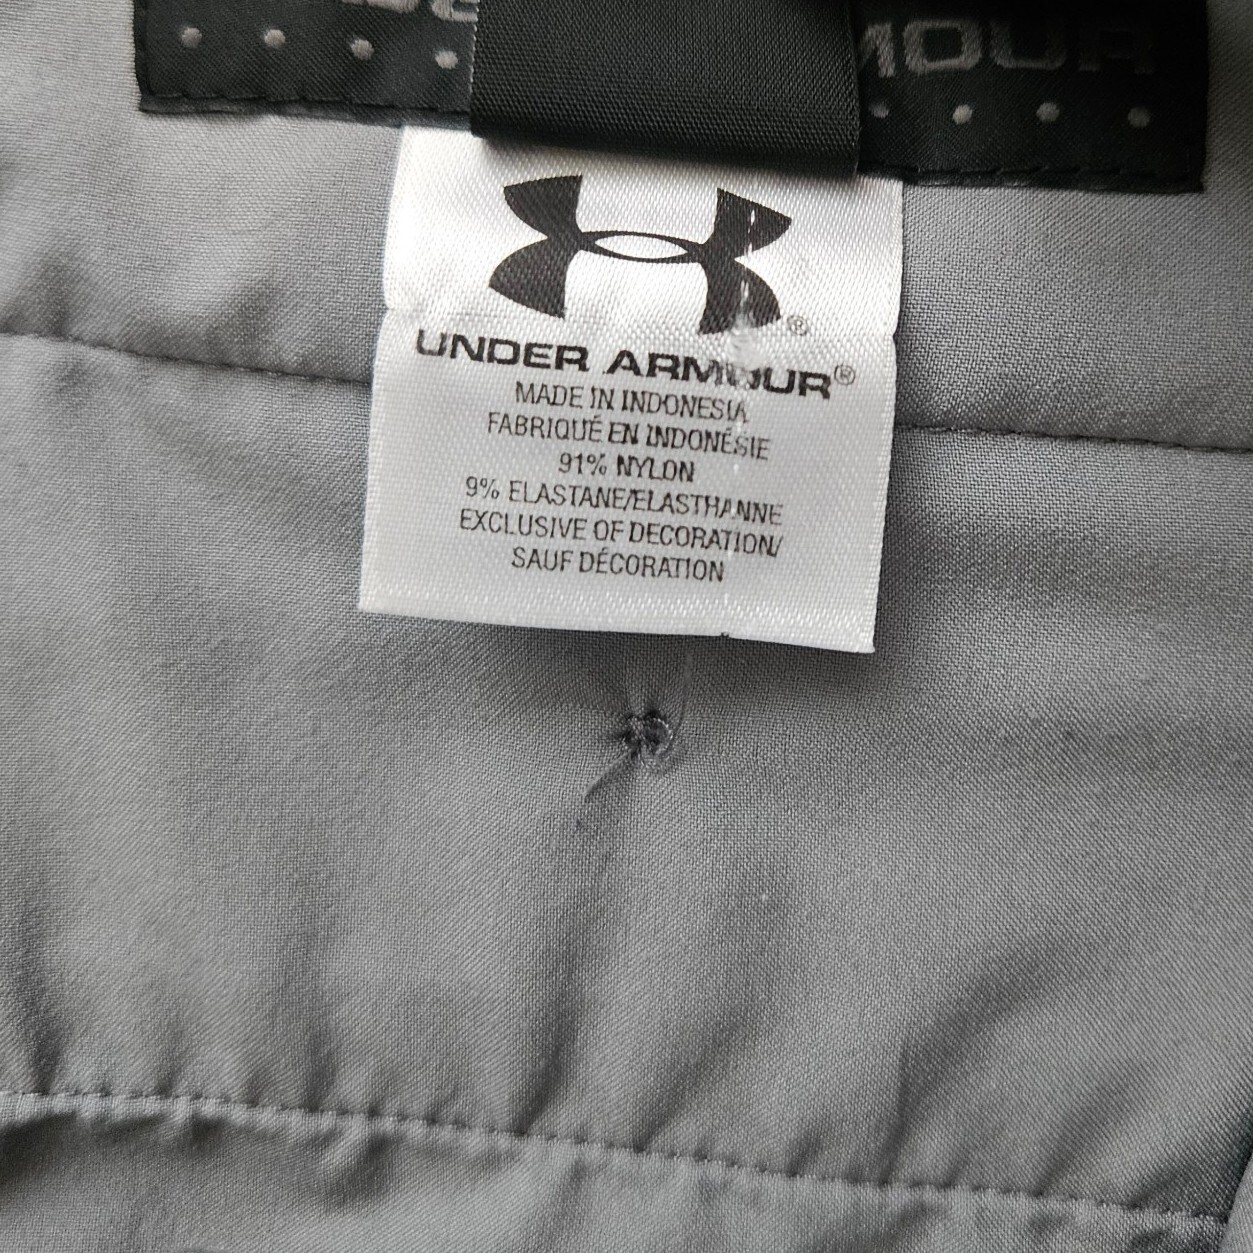 UNDER ARMOUR®
MADE IN INDONESIA
FABRIQUÉ EN INDONÉSIE
91% NYLON
9% ELASTANE/ELASTHANNE
EXCLUSIVE OF DECORATION/
SAUF DÉCORATION